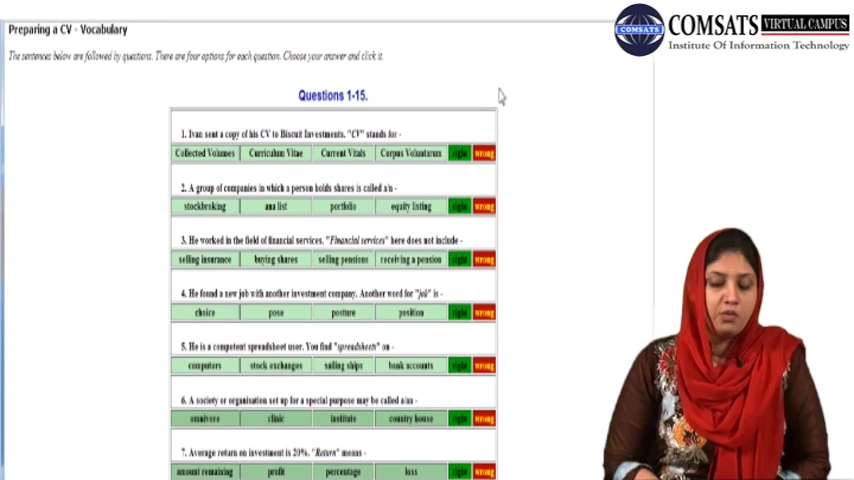 Preparing a CV - Vocabulary
The sentences below are followed by questions. There are four options for each question. Choose your answer and click it.
COMSATS
COMSATS VIRTUAL CAMPUS
Institute Of Information Technology
Questions 1-15.
1. Ivan sent a copy of his CV to Biscuit Investments. "CV" stands for -
Collected Volumes Curriculum Vitae Current Vitals Corpus Voluntarum right wrong
2. A group of companies in which a person holds shares is called a/n -
stockbroking ana list portfolio equity listing right wrong
3. He worked in the field of financial services. "Financial services" here does not include -
selling insurance buying shares selling pensions receiving a pension right wrong
4. He found a new job with another investment company. Another word for "job" is -
choice pose posture position right wrong
5. He is a competent spreadsheet user. You find "spreadsheets" on -
computers stock exchanges sailing ships bank accounts right wrong
6. A society or organisation set up for a special purpose may be called a/an -
omnivore clinic institute country house right wrong
7. Average return on investment is 20%. "Return" means -
amount remaining profit percentage loss right wrong